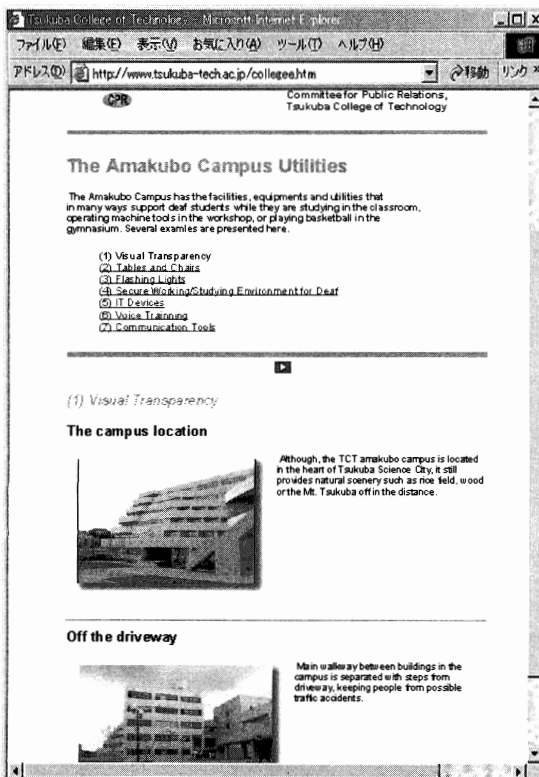 Tsukuba College of Technology - Microsoft Internet Explorer
ファイル(F) 編集(E) 表示(V) お気に入り(A) ツール(T) ヘルプ(H)
アドレス(D) http://www.tsukuba-tech.ac.jp/collegee.htm 移動 リンク »
CPR
Committee for Public Relations,
Tsukuba College of Technology
The Amakubo Campus Utilities
The Amakubo Campus has the facilities, equipments and utilities that
in many ways support deaf students while they are studying in the classroom,
operating machine tools in the workshop, or playing basketball in the
gymnasium. Several examles are presented here.
(1) Visual Transparency
(2) Tables and Chairs
(3) Flashing Lights
(4) Secure Working/Studying Environment for Deaf
(5) IT Devices
(6) Voice Trainning
(7) Communication Tools
(1) Visual Transparency
The campus location
Although, the TCT amakubo campus is located
in the heart of Tsukuba Science City, it still
provides natural scenery such as rice field, wood
or the Mt. Tsukuba off in the distance.
Off the driveway
Main walkway between buildings in the
campus is separated with steps from
driveway, keeping people from possible
traffic accidents.